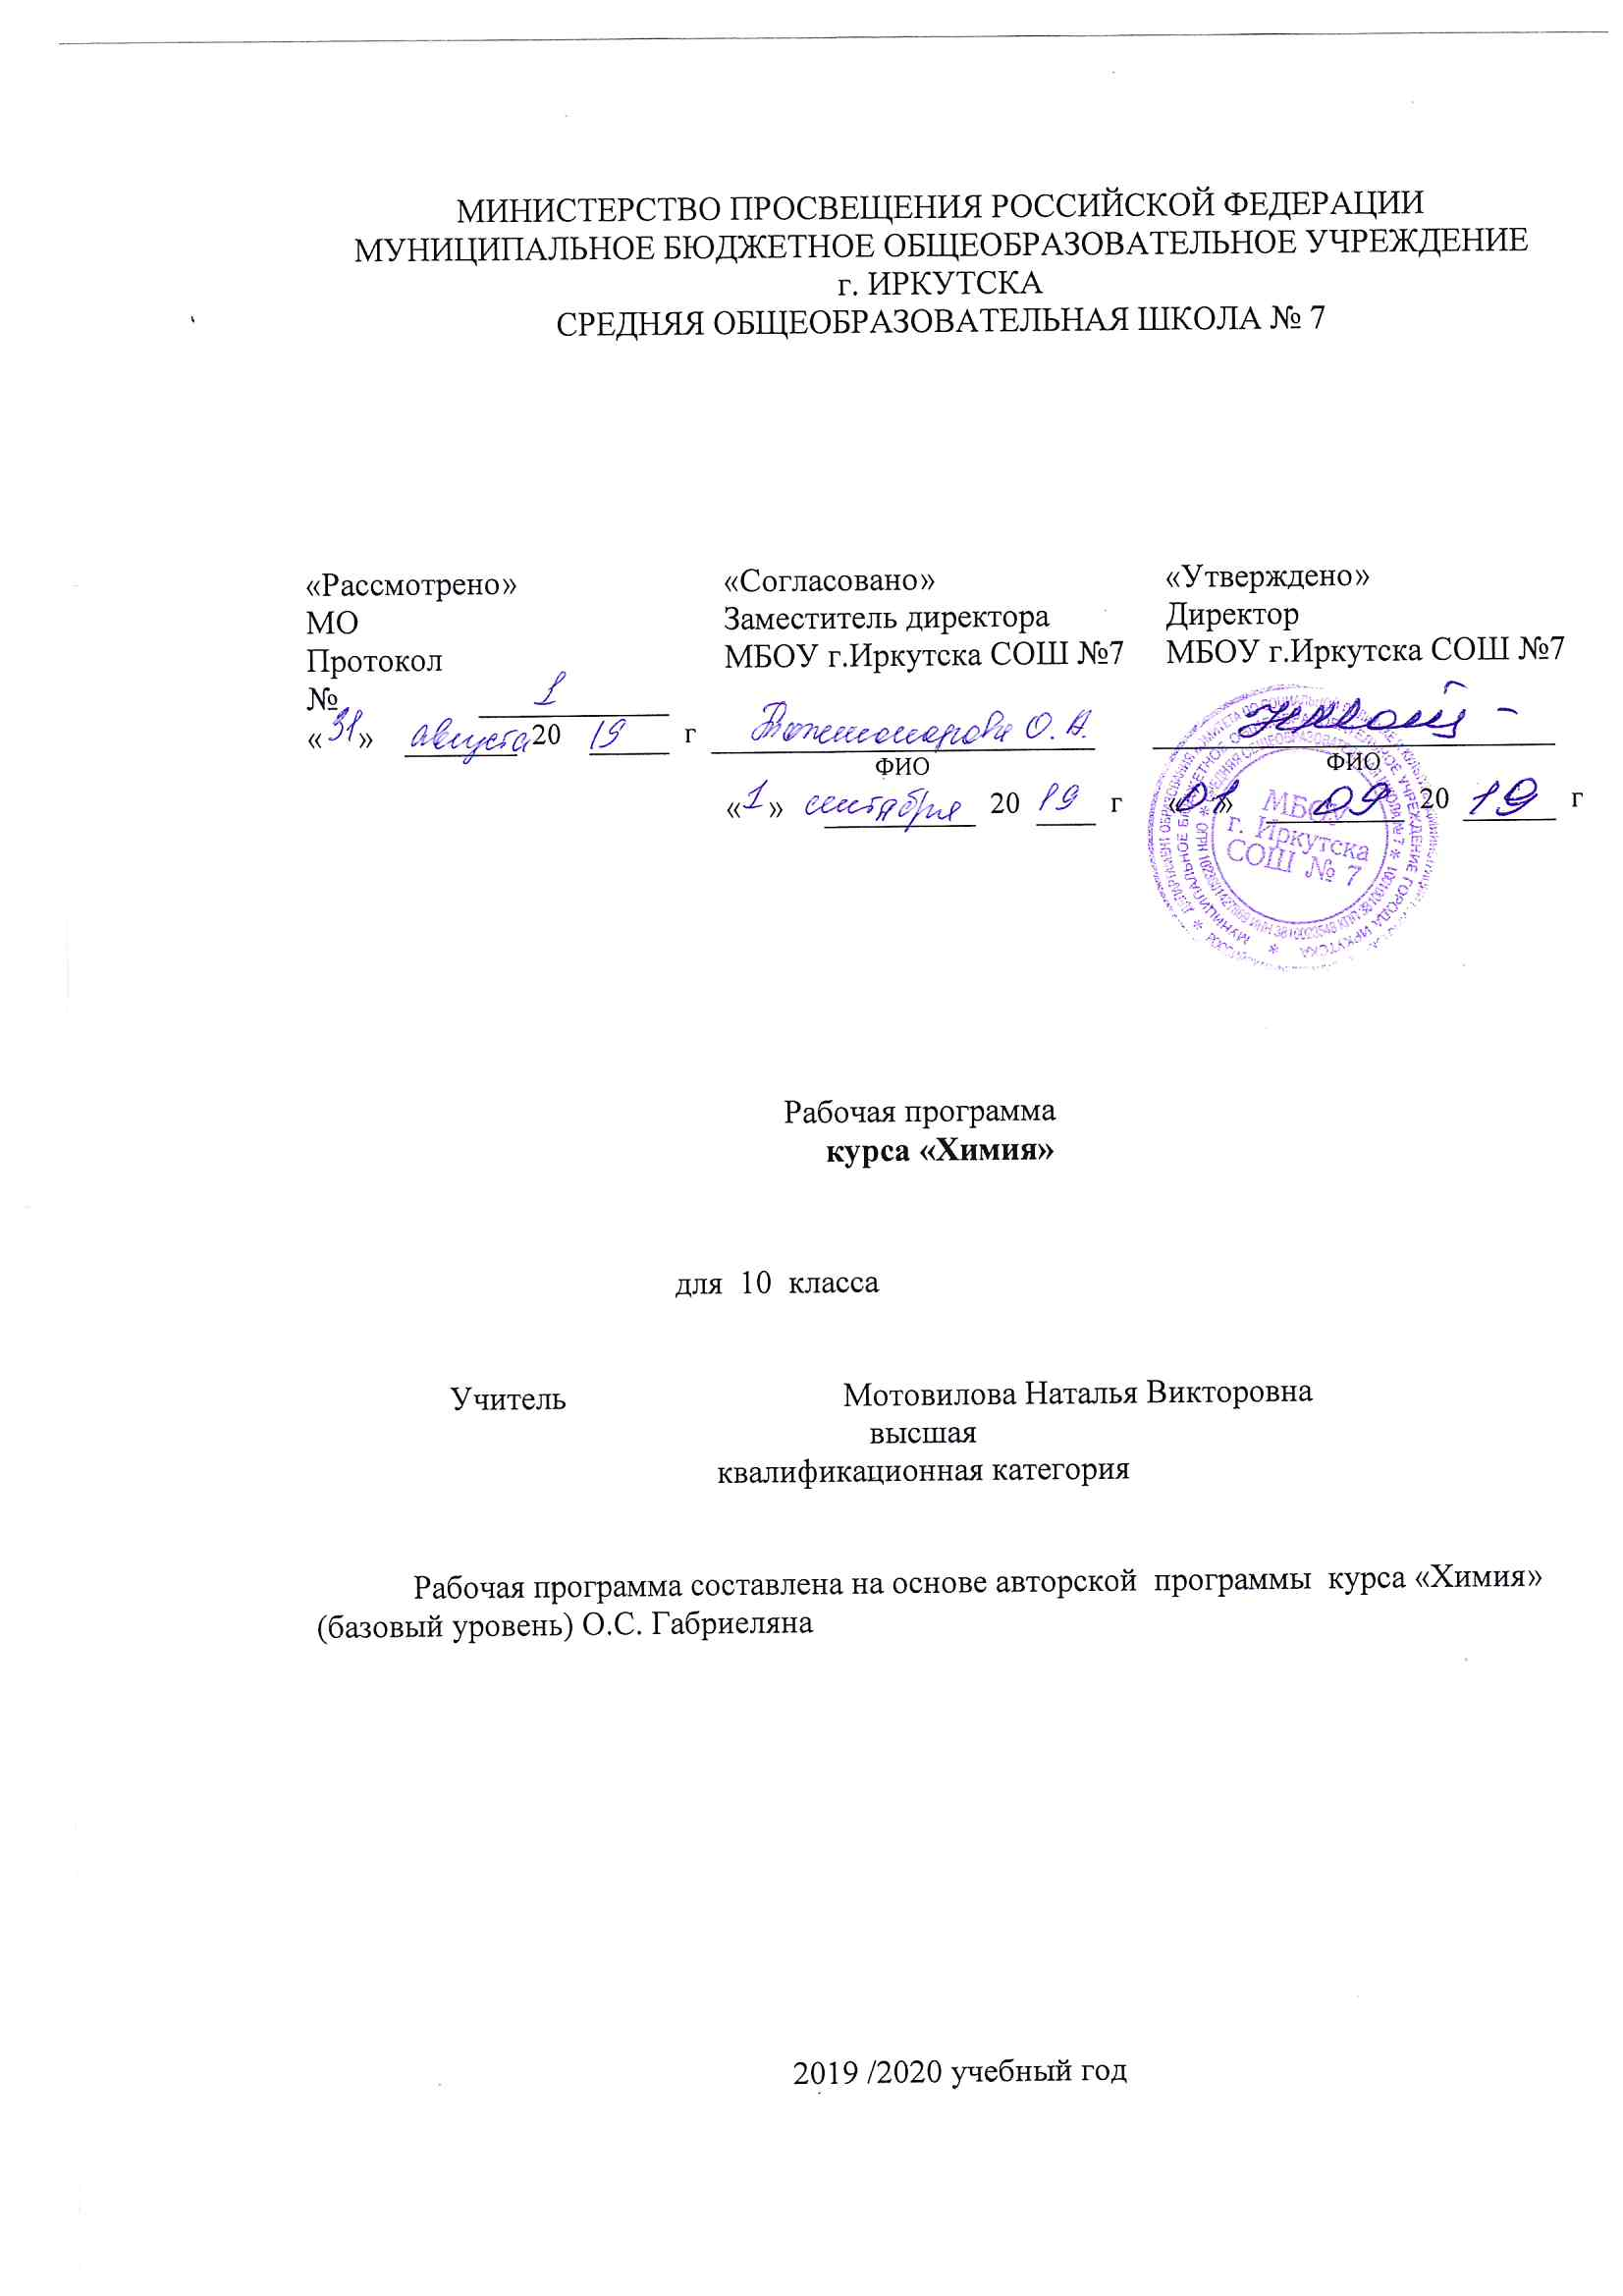 МИНИСТЕРСТВО ПРОСВЕЩЕНИЯ РОССИЙСКОЙ ФЕДЕРАЦИИ
МУНИЦИПАЛЬНОЕ БЮДЖЕТНОЕ ОБЩЕОБРАЗОВАТЕЛЬНОЕ УЧРЕЖДЕНИЕ
г. ИРКУТСКА
СРЕДНЯЯ ОБЩЕОБРАЗОВАТЕЛЬНАЯ ШКОЛА № 7
«Рассмотрено»
МО
Протокол
№ 1
«31» августа 20 19 г
«Согласовано»
Заместитель директора
МБОУ г.Иркутска СОШ №7
О. А.
ФИО
«1» сентября 20 19 г
«Утверждено»
Директор
МБОУ г.Иркутска СОШ №7
ФИО
«01» 09 20 19 г
МБОУ
г. Иркутска
СОШ № 7
Рабочая программа
курса «Химия»
для 10 класса
Учитель Мотовилова Наталья Викторовна
высшая
квалификационная категория
Рабочая программа составлена на основе авторской программы курса «Химия»
(базовый уровень) О.С. Габриеляна
2019 /2020 учебный год